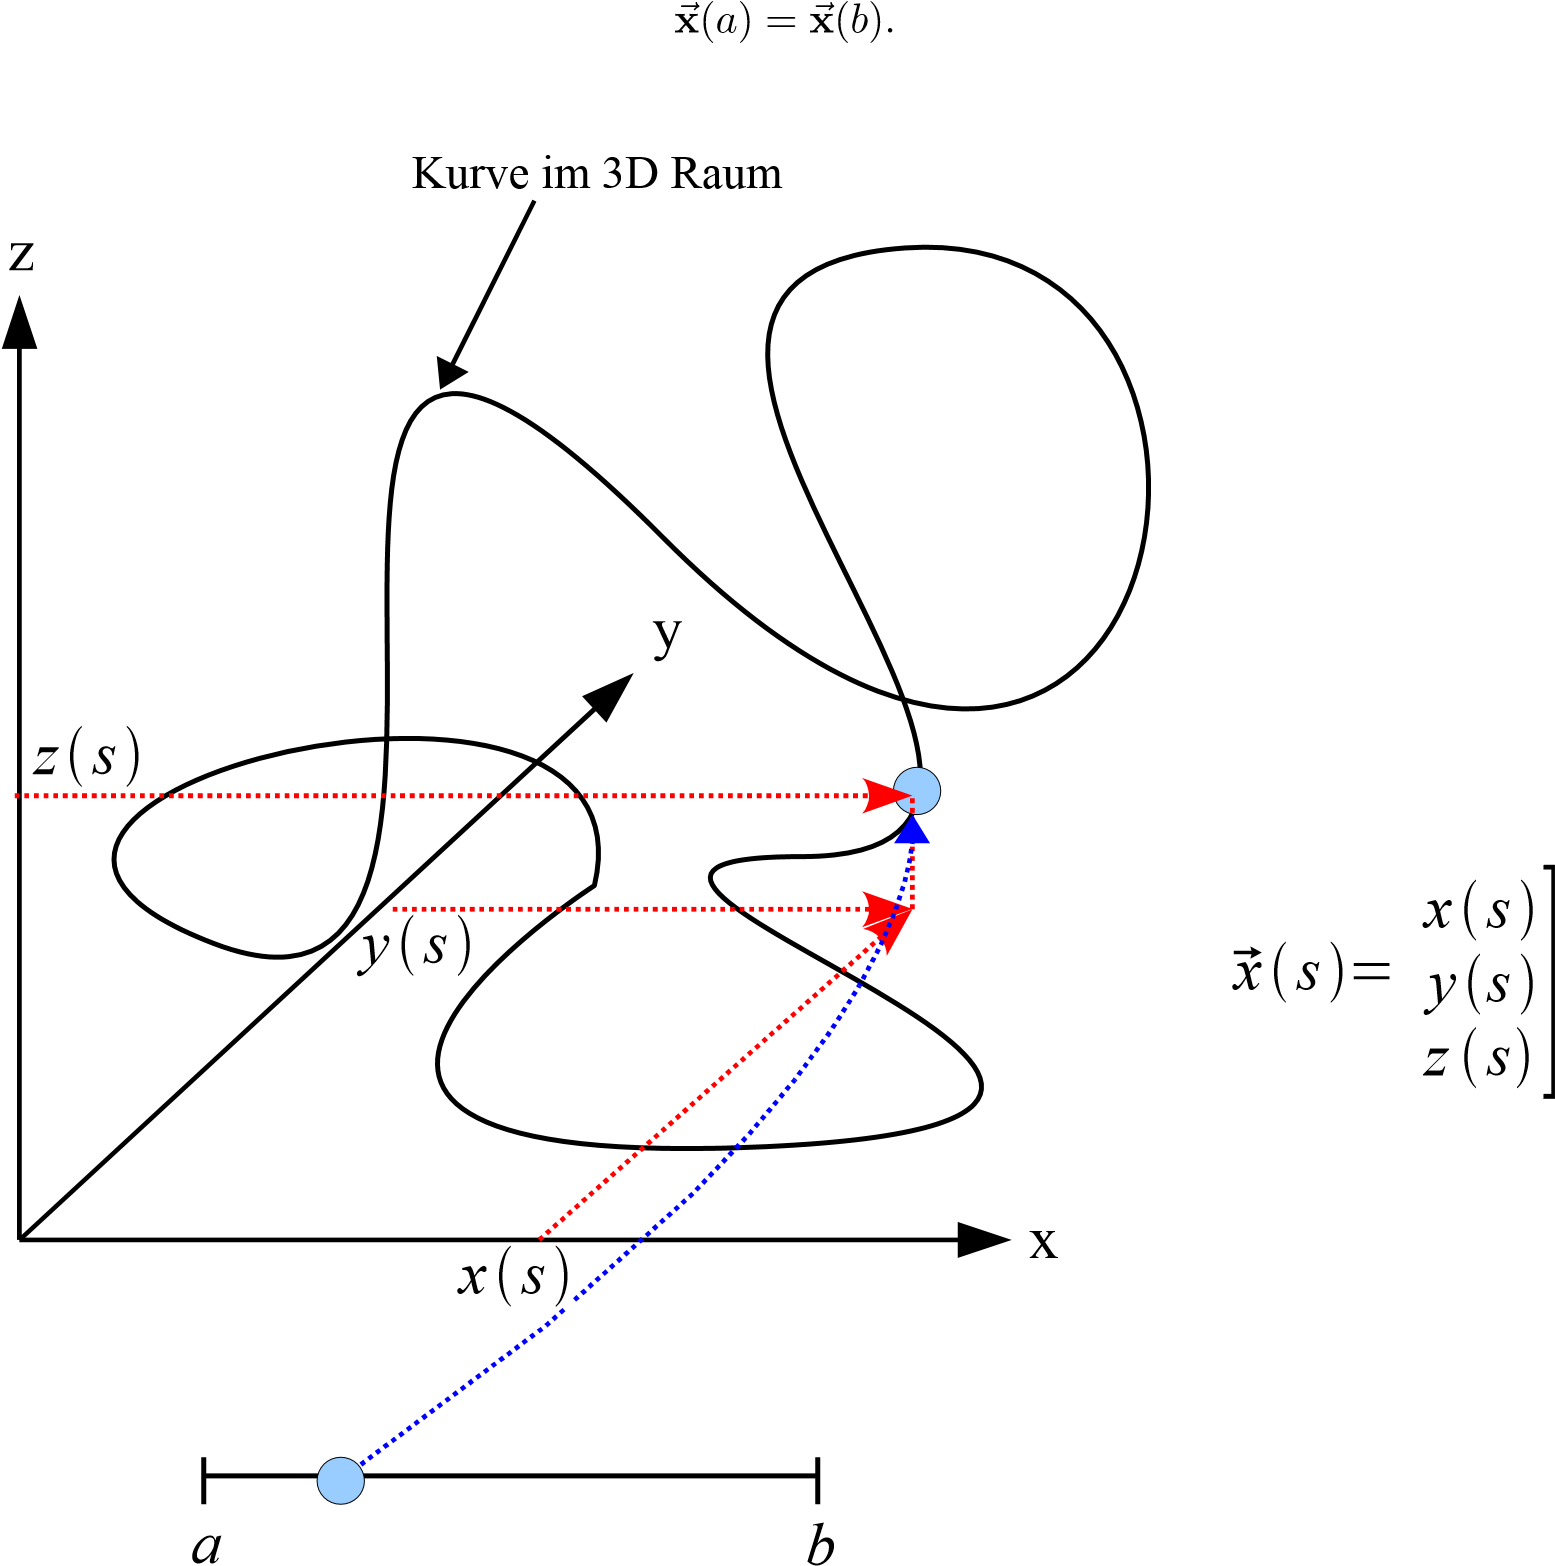 x⃗(a) = x⃗(b).
Kurve im 3D Raum
z
y
z(s)
y(s)
x⃗(s)=
x(s)
y(s)
z(s)
]
x
x(s)
a
b